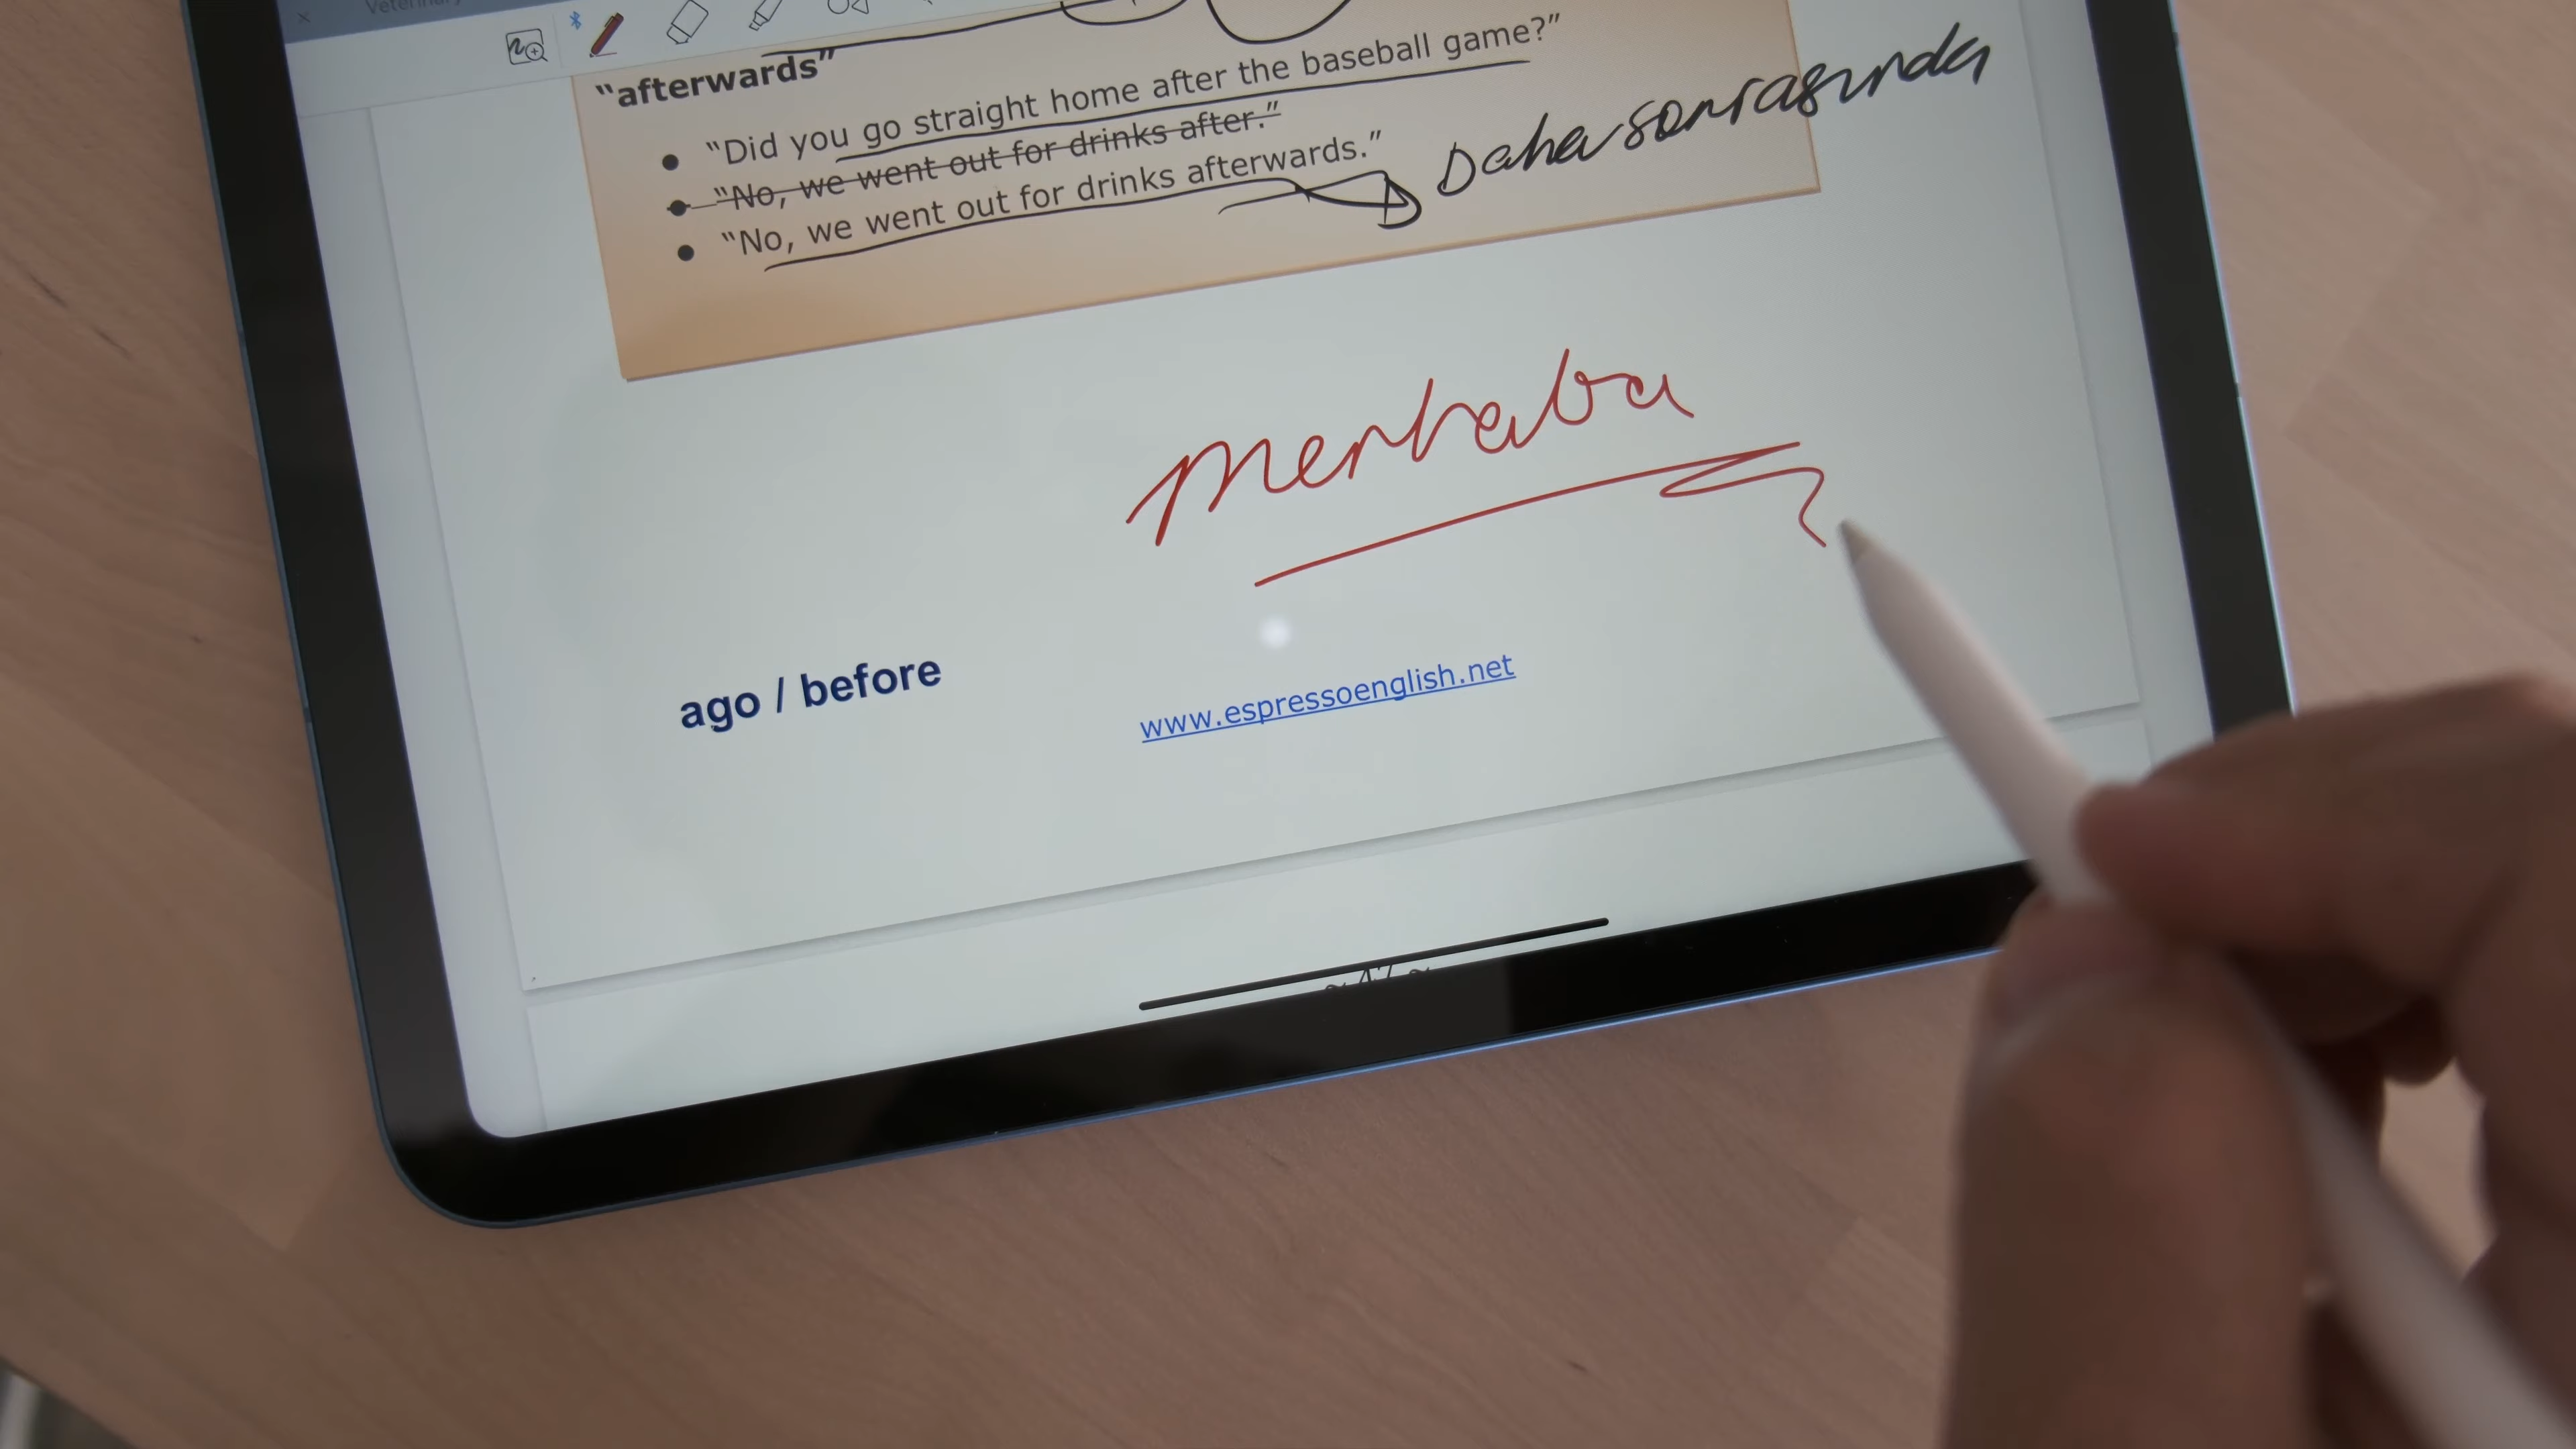 "afterwards"
● "Did you go straight home after the baseball game?"
● "No, we went out for drinks after."
● "No, we went out for drinks afterwards."
Daha sonrasında
Merhaba
ago / before
www.espressoenglish.net